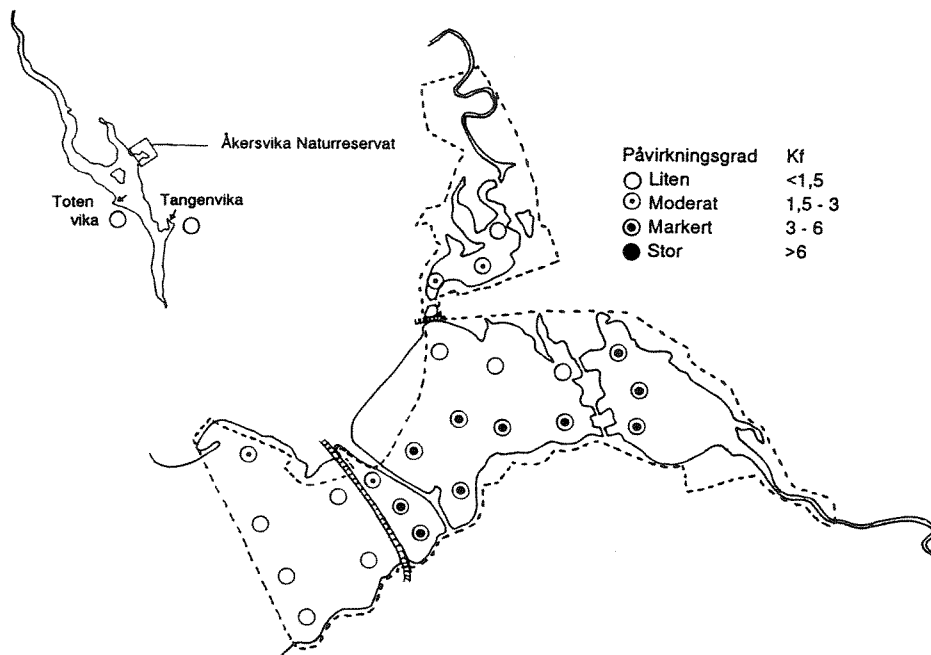 Åkersvika Naturreservat
Toten
vika
Tangenvika
Påvirkningsgrad Kf
Liten <1,5
Moderat 1,5 - 3
Markert 3 - 6
Stor >6